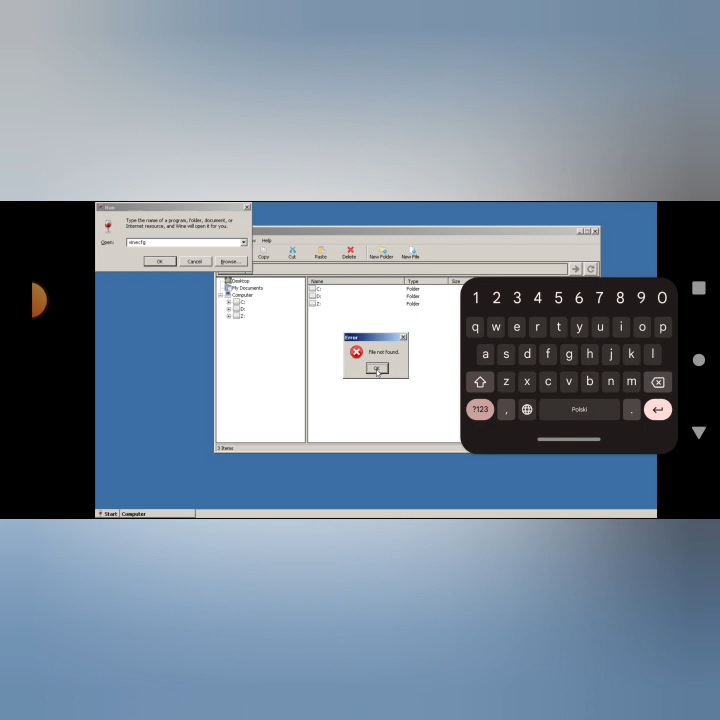 Run
Type the name of a program, folder, document, or
Internet resource, and Wine will open it for you.
Open:
winecfg
OK
Cancel
Browse...
Help
Copy
Cut
Paste
Delete
New Folder
New File
Desktop
My Documents
Computer
C:
D:
Z:
Name
Type
Size
C:
Folder
D:
Folder
Z:
Folder
Error
File not found.
OK
3 Items
Start
Computer
1 2 3 4 5 6 7 8 9 0
q w e r t y u i o p
a s d f g h j k l
z x c v b n m
?123 , Polski .